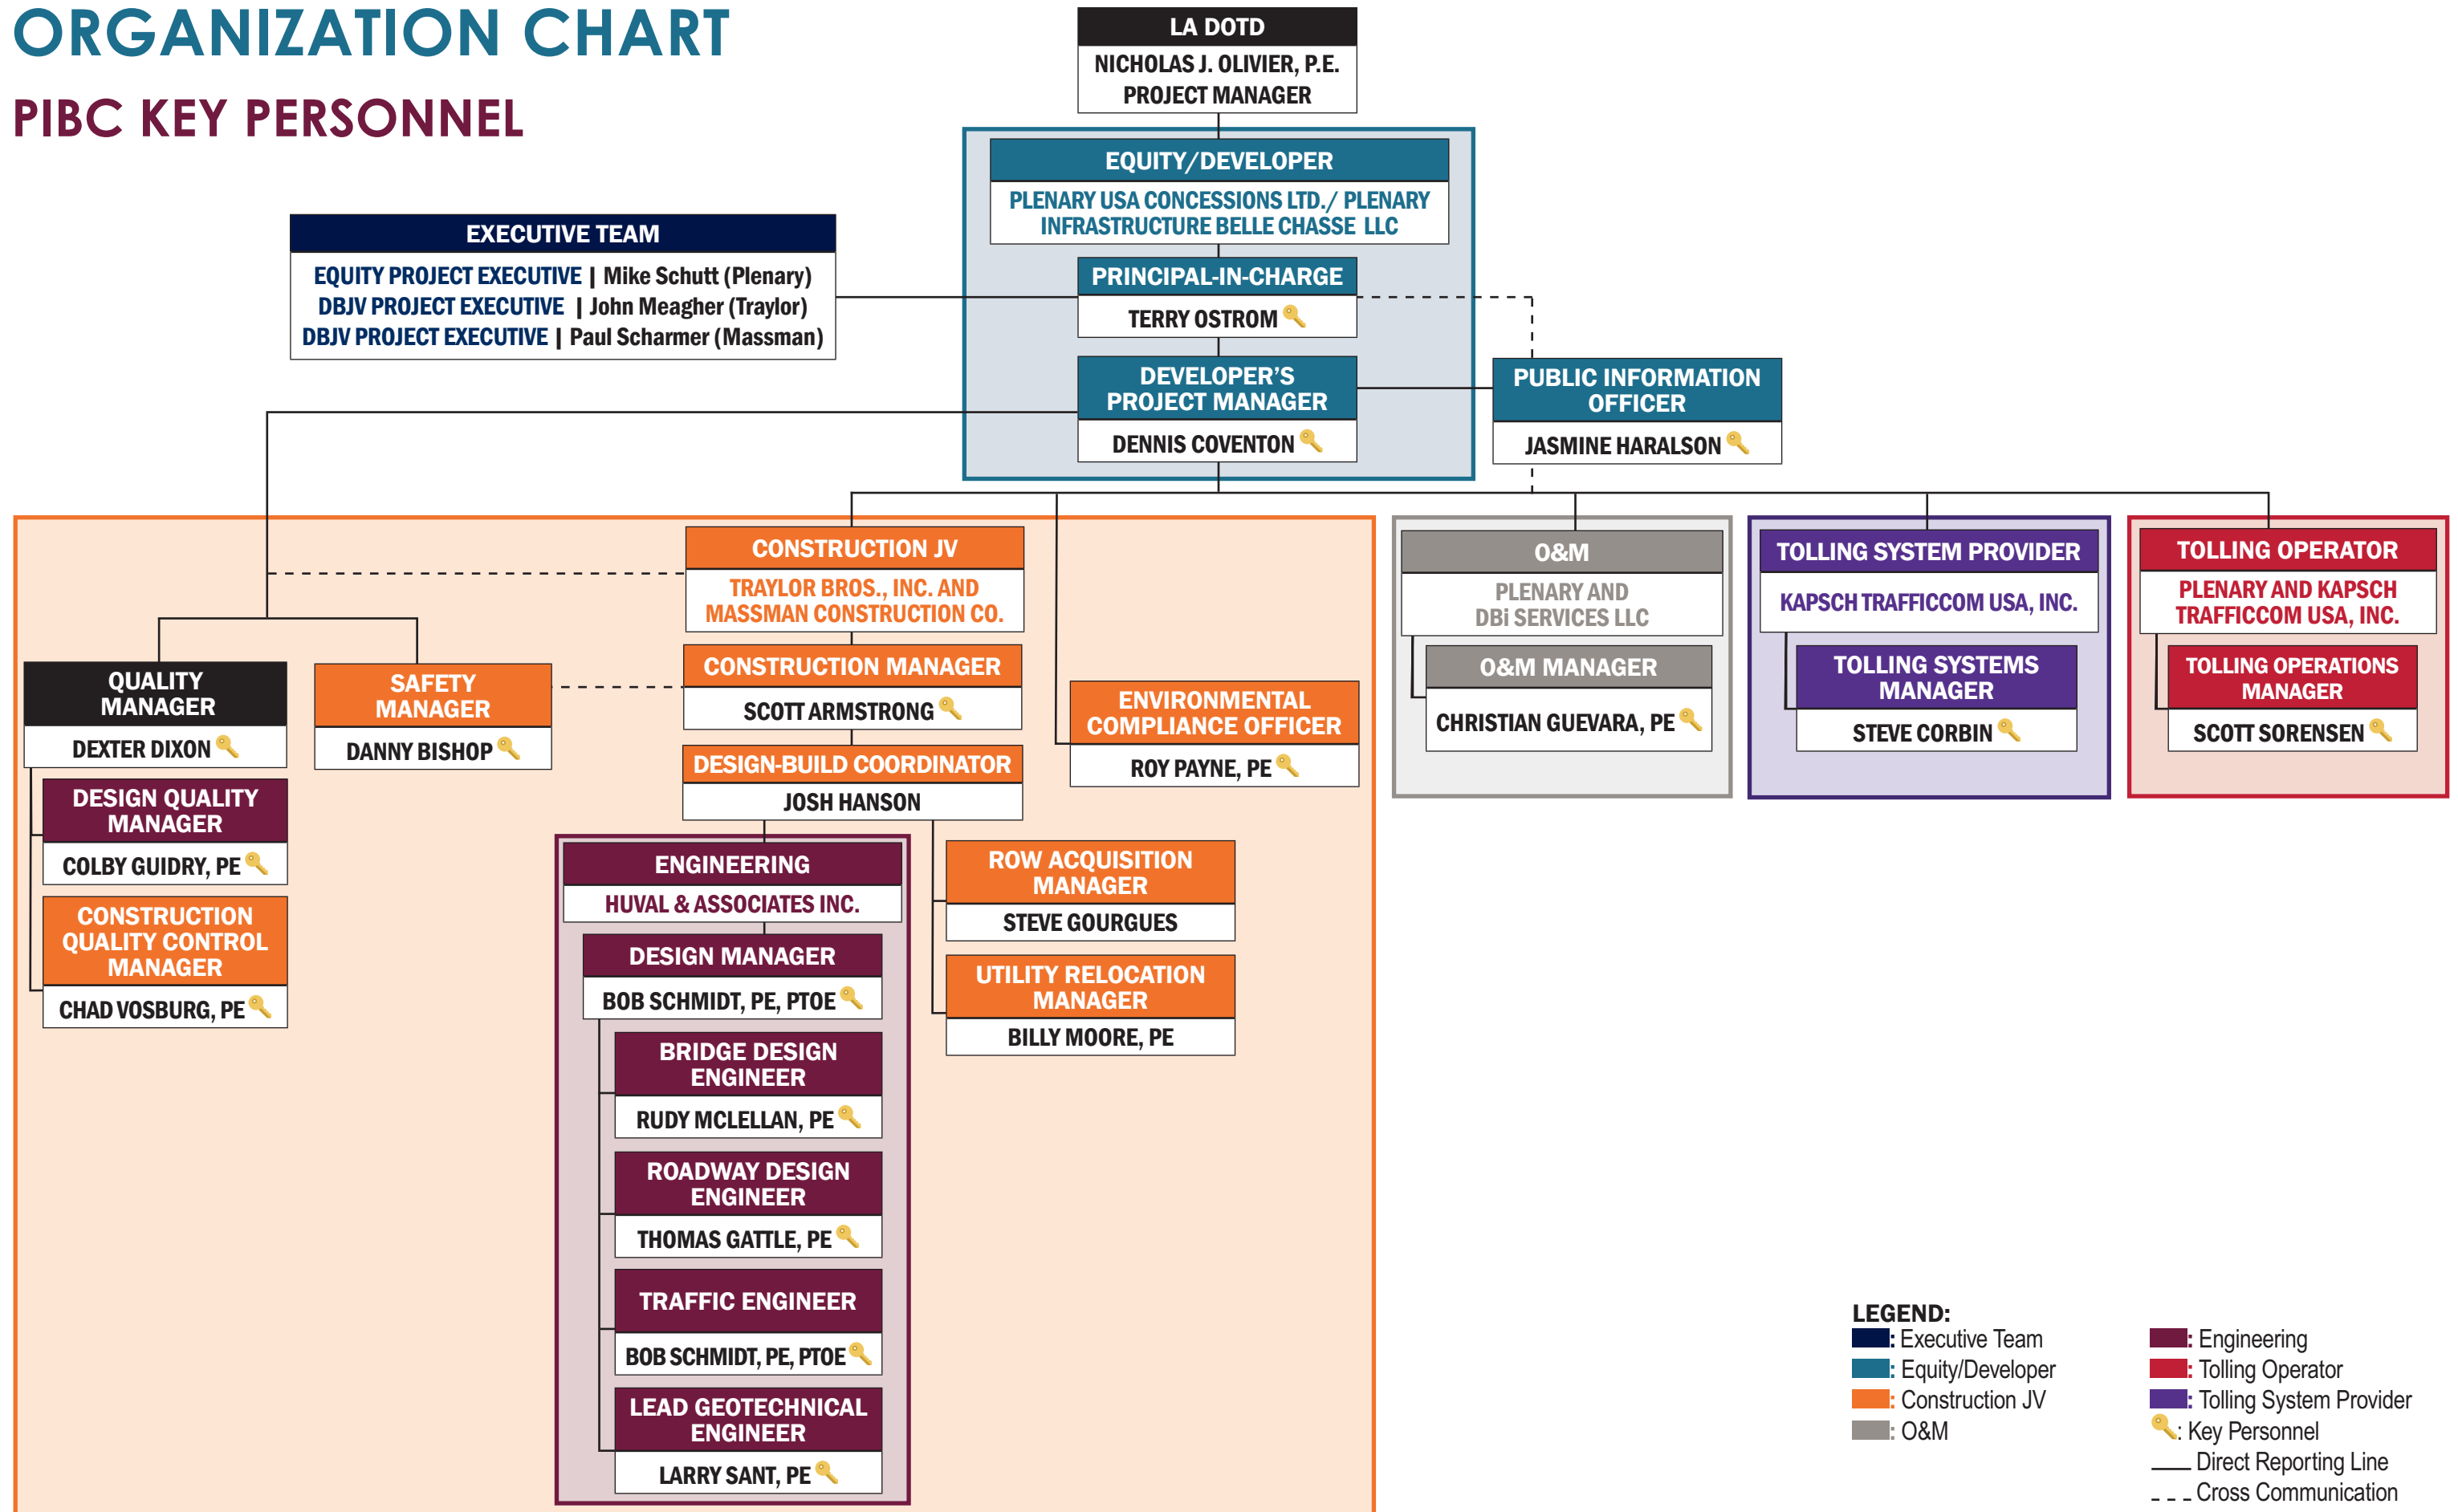 ORGANIZATION CHART
PIBC KEY PERSONNEL
LA DOTD
NICHOLAS J. OLIVIER, P.E.
PROJECT MANAGER
EQUITY/DEVELOPER
PLENARY USA CONCESSIONS LTD./ PLENARY
INFRASTRUCTURE BELLE CHASSE LLC
EXECUTIVE TEAM
EQUITY PROJECT EXECUTIVE | Mike Schutt (Plenary)
DBJV PROJECT EXECUTIVE | John Meagher (Traylor)
DBJV PROJECT EXECUTIVE | Paul Scharmer (Massman)
PRINCIPAL-IN-CHARGE
TERRY OSTROM
DEVELOPER'S
PROJECT MANAGER
DENNIS COVENTON
PUBLIC INFORMATION
OFFICER
JASMINE HARALSON
CONSTRUCTION JV
TRAYLOR BROS., INC. AND
MASSMAN CONSTRUCTION CO.
QUALITY
MANAGER
DEXTER DIXON
SAFETY
MANAGER
DANNY BISHOP
CONSTRUCTION MANAGER
SCOTT ARMSTRONG
ENVIRONMENTAL
COMPLIANCE OFFICER
ROY PAYNE, PE
DESIGN-BUILD COORDINATOR
JOSH HANSON
DESIGN QUALITY
MANAGER
COLBY GUIDRY, PE
CONSTRUCTION
QUALITY CONTROL
MANAGER
CHAD VOSBURG, PE
ENGINEERING
HUVAL & ASSOCIATES INC.
DESIGN MANAGER
BOB SCHMIDT, PE, PTOE
BRIDGE DESIGN
ENGINEER
RUDY MCLELLAN, PE
ROADWAY DESIGN
ENGINEER
THOMAS GATTLE, PE
TRAFFIC ENGINEER
BOB SCHMIDT, PE, PTOE
LEAD GEOTECHNICAL
ENGINEER
LARRY SANT, PE
ROW ACQUISITION
MANAGER
STEVE GOURGUES
UTILITY RELOCATION
MANAGER
BILLY MOORE, PE
O&M
PLENARY AND
DBi SERVICES LLC
O&M MANAGER
CHRISTIAN GUEVARA, PE
TOLLING SYSTEM PROVIDER
KAPSCH TRAFFICCOM USA, INC.
TOLLING SYSTEMS
MANAGER
STEVE CORBIN
TOLLING OPERATOR
PLENARY AND KAPSCH
TRAFFICCOM USA, INC.
TOLLING OPERATIONS
MANAGER
SCOTT SORENSEN
LEGEND:
: Executive Team
: Equity/Developer
: Construction JV
: O&M
: Engineering
: Tolling Operator
: Tolling System Provider
: Key Personnel
Direct Reporting Line
Cross Communication